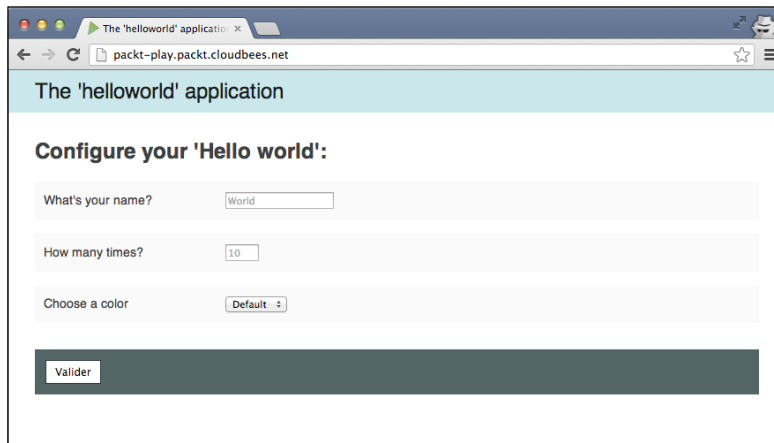 The 'helloworld' applicatio
packt-play.packt.cloudbees.net
The 'helloworld' application
Configure your 'Hello world':
What's your name? World
How many times? 10
Choose a color Default
Valider